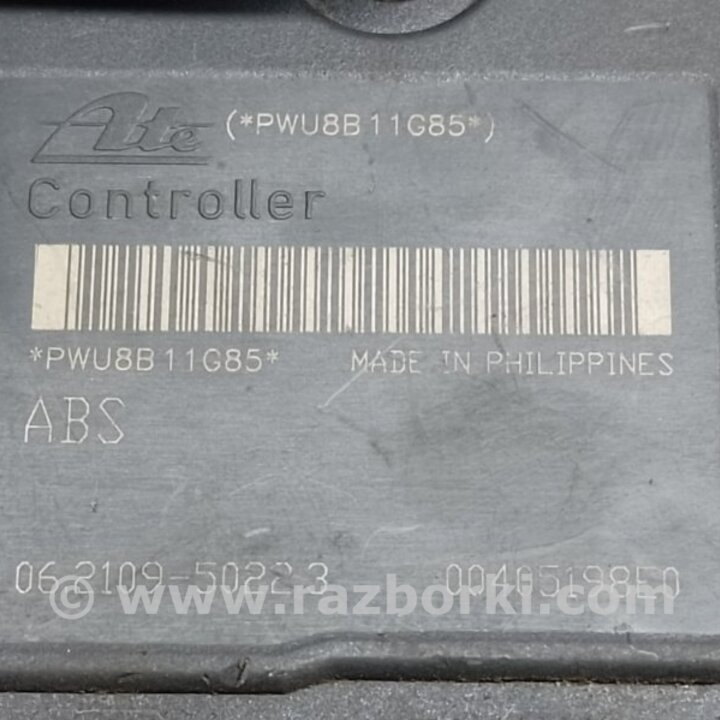 Ate (*PWU8B11G85*)
Controller
*PWU8B11G85* MADE IN PHILIPPINES
ABS
06.2109-5022.3 00405198E0
© www.razborki.com